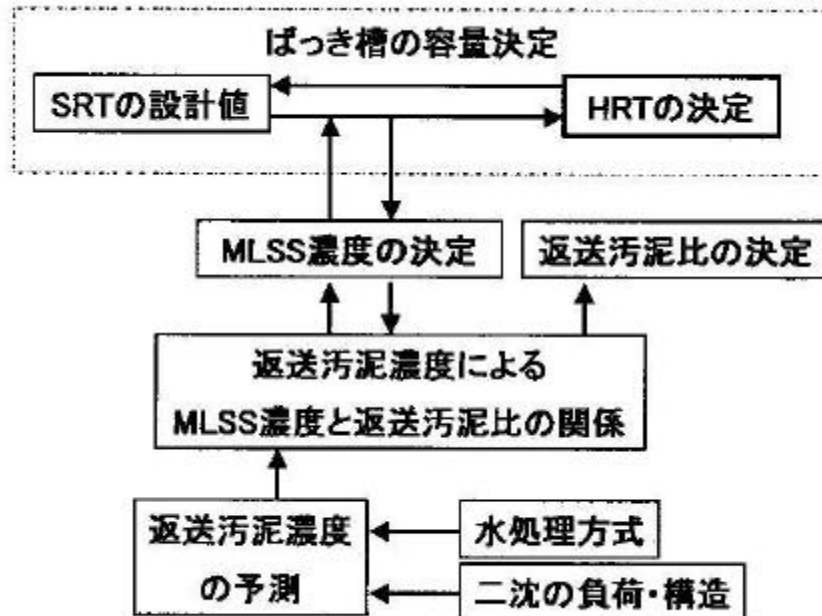 ばっき槽の容量決定
SRTの設計値
HRTの決定
MLSS濃度の決定
返送汚泥比の決定
返送汚泥濃度による
MLSS濃度と返送汚泥比の関係
返送汚泥濃度
の予測
水処理方式
二沈の負荷・構造